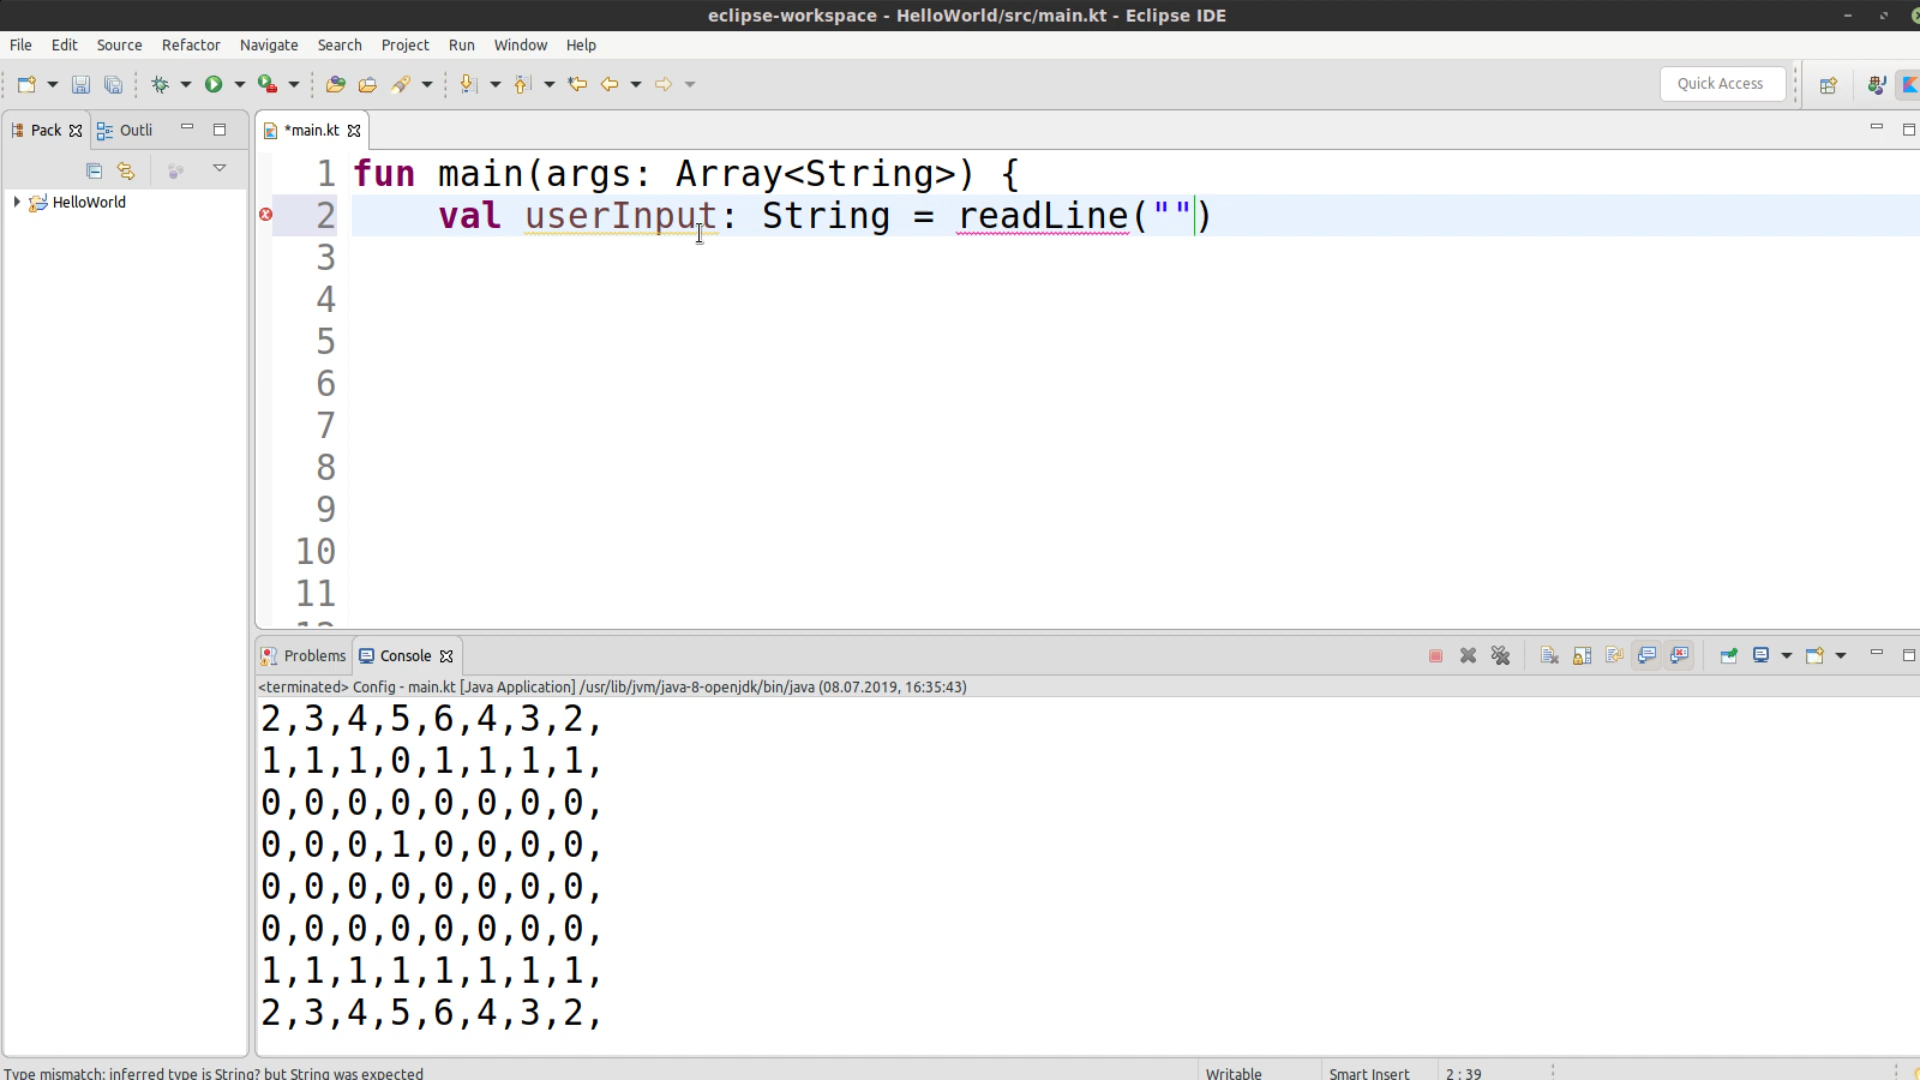 eclipse-workspace - HelloWorld/src/main.kt - Eclipse IDE
File Edit Source Refactor Navigate Search Project Run Window Help
Quick Access
Pack Outli
*main.kt
HelloWorld
1 fun main(args: Array<String>) {
2 val userInput: String = readLine("")
3
4
5
6
7
8
9
10
11
Problems Console
<terminated> Config - main.kt [Java Application] /usr/lib/jvm/java-8-openjdk/bin/java (08.07.2019, 16:35:43)
2,3,4,5,6,4,3,2,
1,1,1,0,1,1,1,1,
0,0,0,0,0,0,0,0,
0,0,0,1,0,0,0,0,
0,0,0,0,0,0,0,0,
0,0,0,0,0,0,0,0,
1,1,1,1,1,1,1,1,
2,3,4,5,6,4,3,2,
Type mismatch: inferred type is String? but String was expected Writable Smart Insert 2 : 39